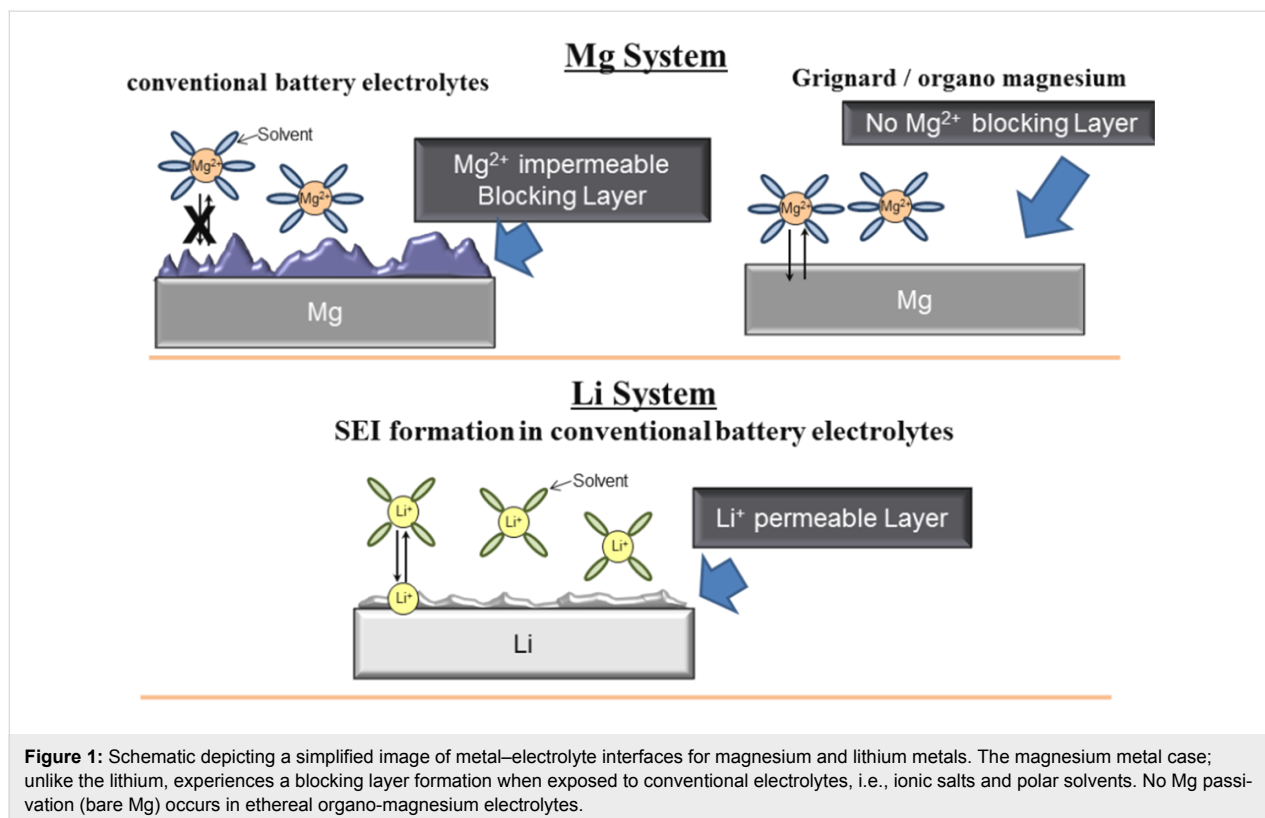 Mg System
conventional battery electrolytes
Solvent
Mg²⁺
Mg²⁺
Mg²⁺ impermeable
Blocking Layer
Mg
Grignard / organo magnesium
No Mg²⁺ blocking Layer
Mg²⁺
Mg²⁺
Mg
Li System
SEI formation in conventional battery electrolytes
Solvent
Li⁺
Li⁺
Li⁺
Li⁺
Li⁺ permeable Layer
Li
Figure 1: Schematic depicting a simplified image of metal–electrolyte interfaces for magnesium and lithium metals. The magnesium metal case;
unlike the lithium, experiences a blocking layer formation when exposed to conventional electrolytes, i.e., ionic salts and polar solvents. No Mg passi-
vation (bare Mg) occurs in ethereal organo-magnesium electrolytes.